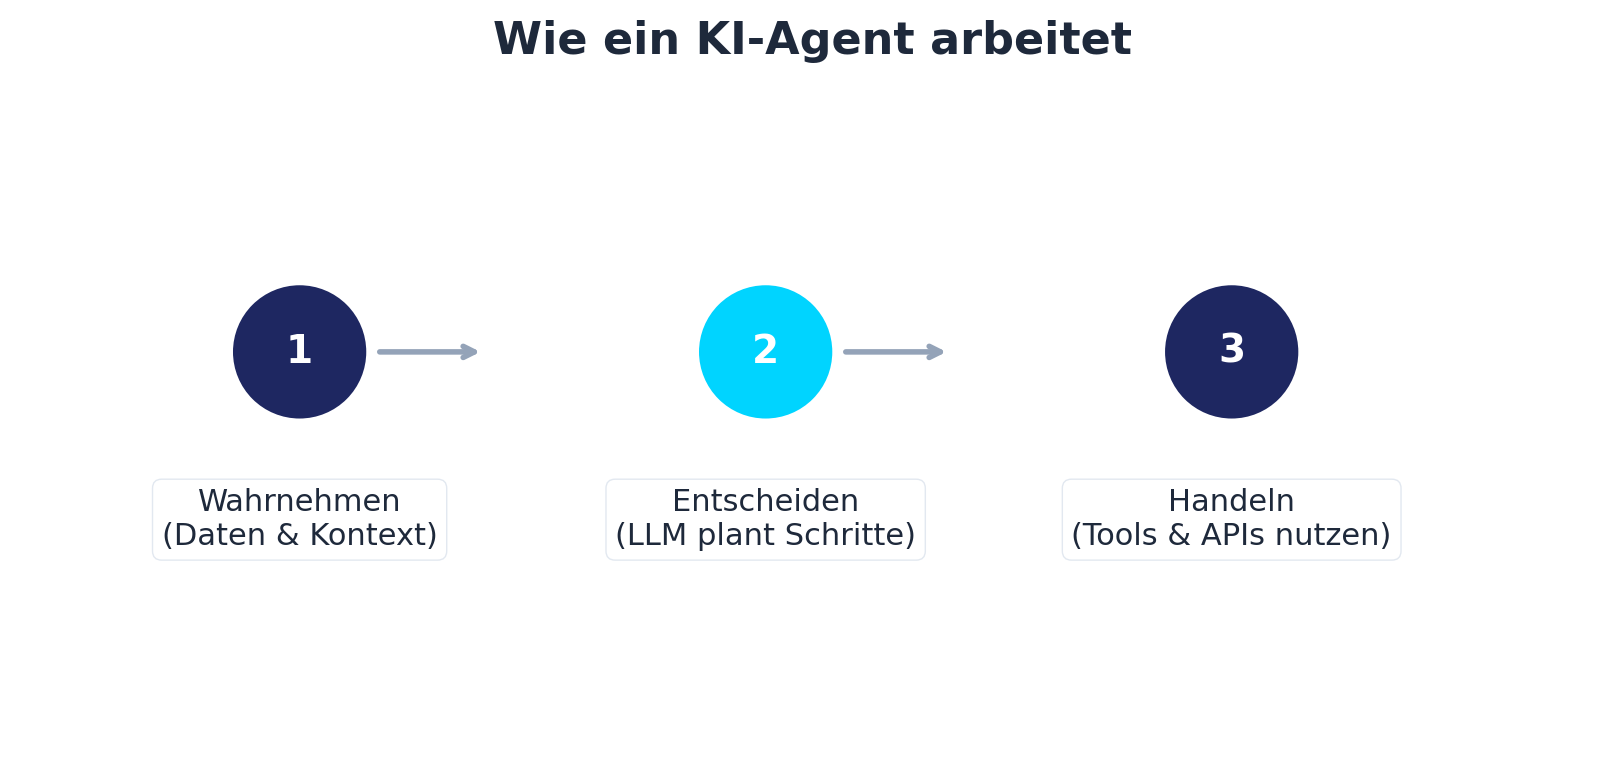 Wie ein KI-Agent arbeitet
1
2
3
Wahrnehmen
(Daten & Kontext)
Entscheiden
(LLM plant Schritte)
Handeln
(Tools & APIs nutzen)